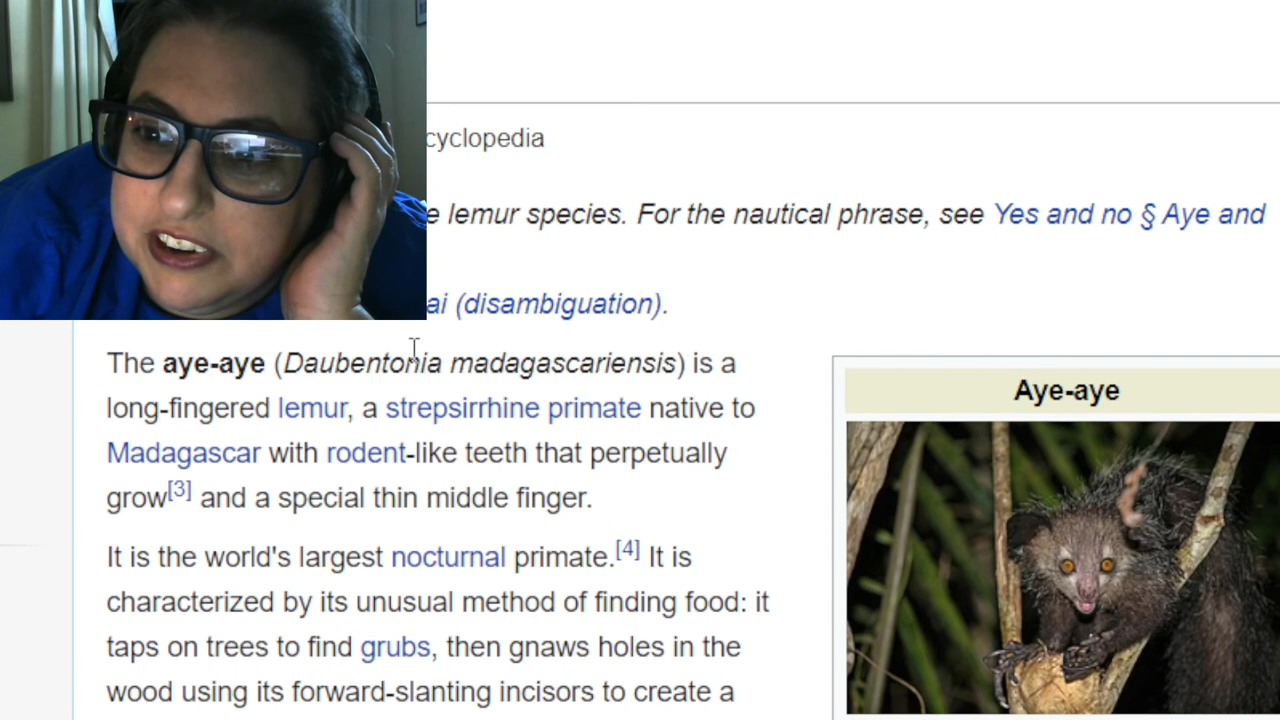 cyclopedia
e lemur species. For the nautical phrase, see Yes and no § Aye and
ai (disambiguation).
The aye-aye (Daubentonia madagascariensis) is a
long-fingered lemur, a strepsirrhine primate native to
Madagascar with rodent-like teeth that perpetually
grow[3] and a special thin middle finger.
It is the world's largest nocturnal primate.[4] It is
characterized by its unusual method of finding food: it
taps on trees to find grubs, then gnaws holes in the
wood using its forward-slanting incisors to create a
Aye-aye